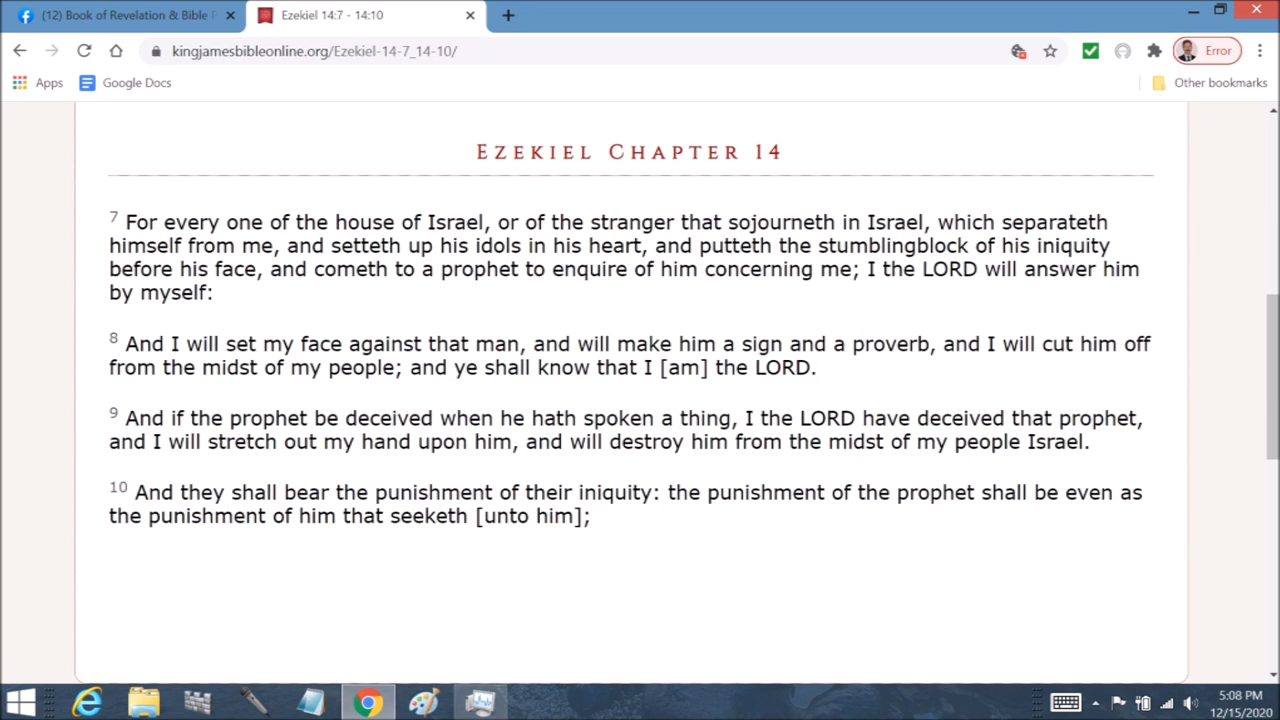 (12) Book of Revelation & Bible
Ezekiel 14:7 - 14:10
kingjamesbibleonline.org/Ezekiel-14-7_14-10/
Error
Apps
Google Docs
Other bookmarks
EZEKIEL CHAPTER 14
7 For every one of the house of Israel, or of the stranger that sojourneth in Israel, which separateth
himself from me, and setteth up his idols in his heart, and putteth the stumblingblock of his iniquity
before his face, and cometh to a prophet to enquire of him concerning me; I the LORD will answer him
by myself:
8 And I will set my face against that man, and will make him a sign and a proverb, and I will cut him off
from the midst of my people; and ye shall know that I [am] the LORD.
9 And if the prophet be deceived when he hath spoken a thing, I the LORD have deceived that prophet,
and I will stretch out my hand upon him, and will destroy him from the midst of my people Israel.
10 And they shall bear the punishment of their iniquity: the punishment of the prophet shall be even as
the punishment of him that seeketh [unto him];
5:08 PM
12/15/2020